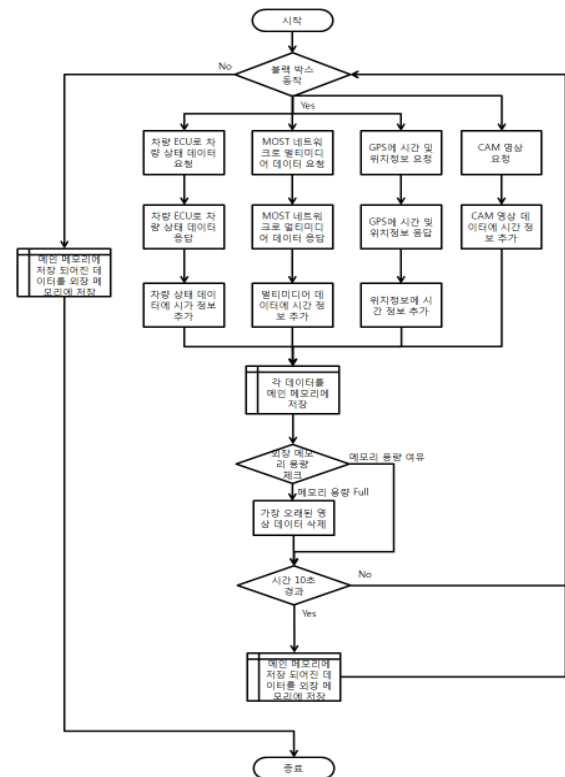 시작
No
블랙 박스
동작
Yes
차량 ECU로 차
량 상태 데이터
요청
MOST 네트워
크로 멀티미디
어 데이터 요청
GPS에 시간 및
위치정보 요청
CAM 영상
요청
차량 ECU로 차
량 상태 데이터
응답
MOST 네트워
크로 멀티미디
어 데이터 응답
GPS에 시간 및
위치정보 응답
CAM 영상 데
이터에 시간 정
보 추가
메인 메모리에
저장 되어진 데
이터를 외장 메
모리에 저장
차량 상태 데이
터에 시가 정보
추가
멀티미디어 데
이터에 시간 정
보 추가
위치정보에 시
간 정보 추가
각 데이터를
메인 메모리에
저장
외장 메모
리 용량
체크
메모리 용량 여유
메모리 용량 Full
가장 오래된 영
상 데이터 삭제
시간 10초
경과
No
Yes
메인 메모리에
저장 되어진 데
이터를 외장 메
모리에 저장
종료